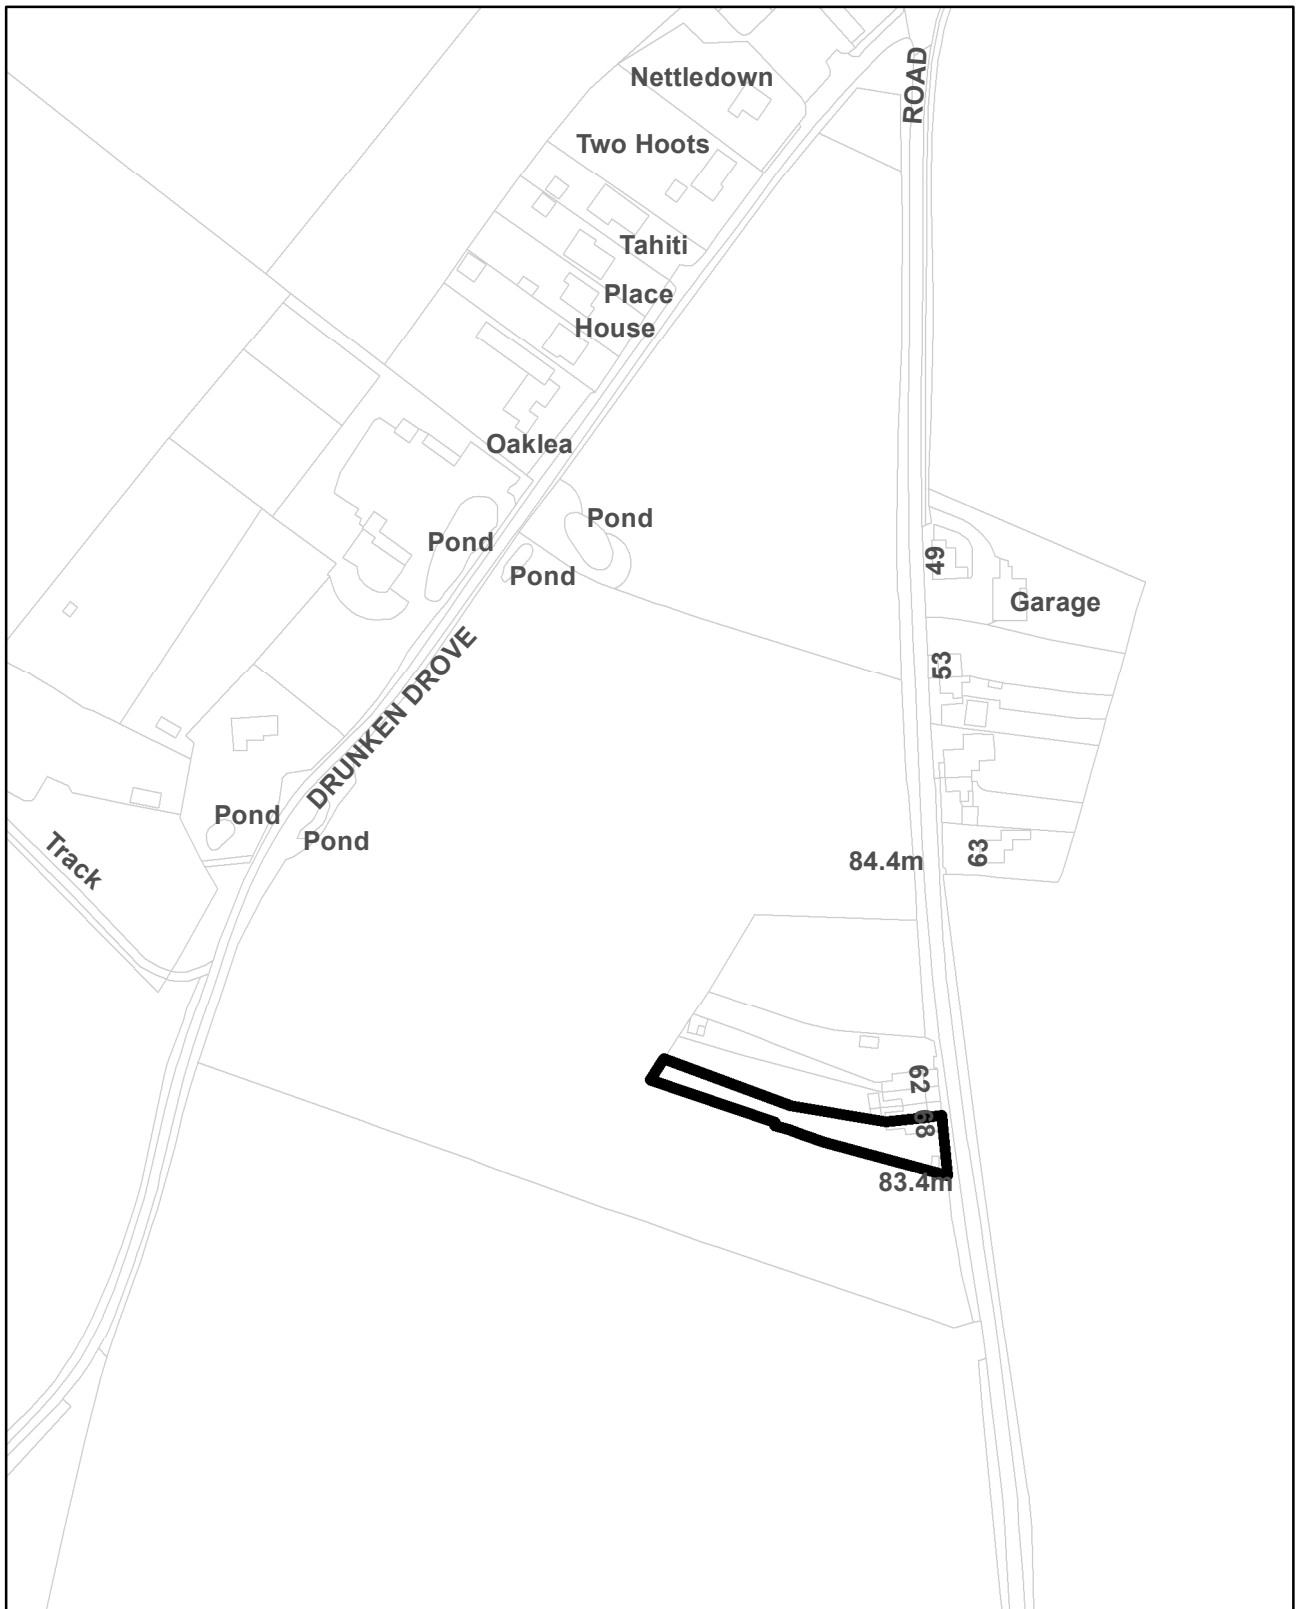 ROAD
Nettledown
Two Hoots
Tahiti
Place
House
Oaklea
Pond
Pond
Pond
49
Garage
53
DRUNKEN DROVE
Pond
Pond
Track
84.4m
63
62
68
83.4m